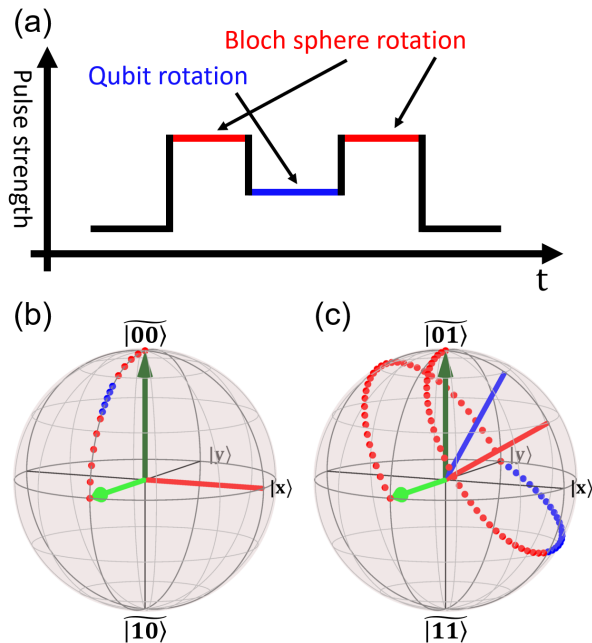 (a)
Bloch sphere rotation
Qubit rotation
Pulse strength
t
(b)
(c)
|00⟩
|01⟩
|y⟩
|y⟩
|x⟩
|x⟩
|10⟩
|11⟩